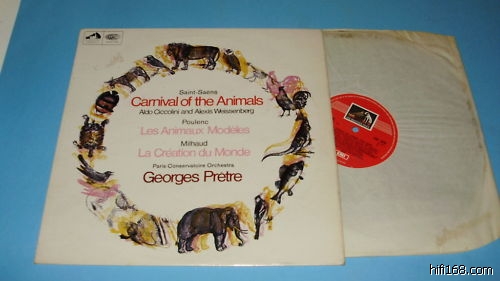 Saint-Saëns
Carnival of the Animals
Aldo Ciccolini and Alexis Weissenberg
Poulenc
Les Animaux Modèles
Milhaud
La Création du Monde
Paris Conservatoire Orchestra
Georges Prêtre
EMI
hifi168.com